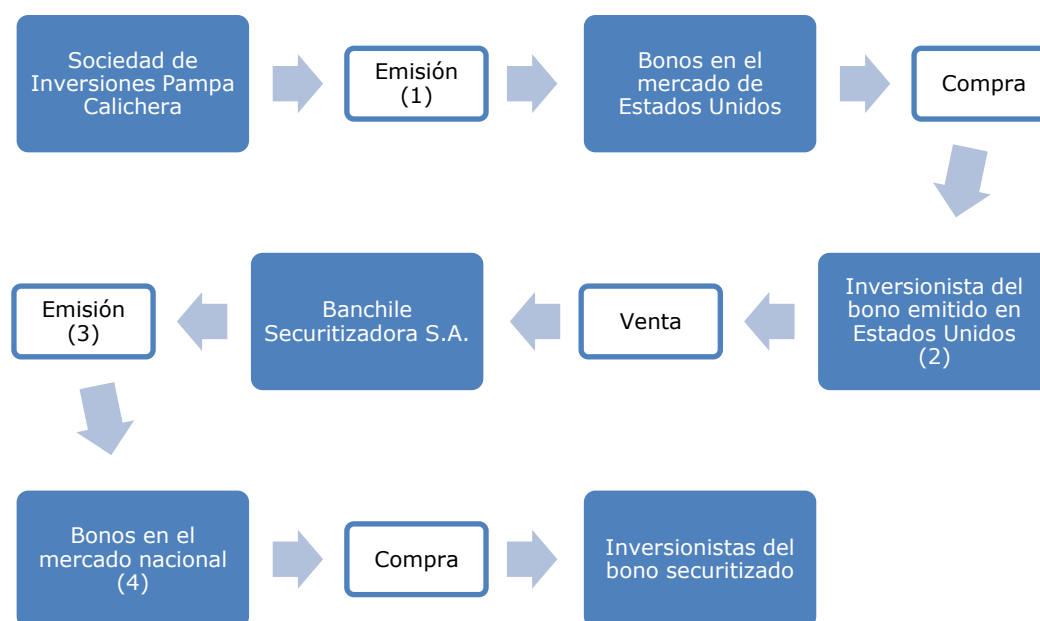 Sociedad de
Inversiones Pampa
Calichera
Emisión
(1)
Bonos en el
mercado de
Estados Unidos
Compra
Inversionista del
bono emitido en
Estados Unidos
(2)
Venta
Banchile
Securitizadora S.A.
Emisión
(3)
Bonos en el
mercado nacional
(4)
Compra
Inversionistas del
bono securitizado